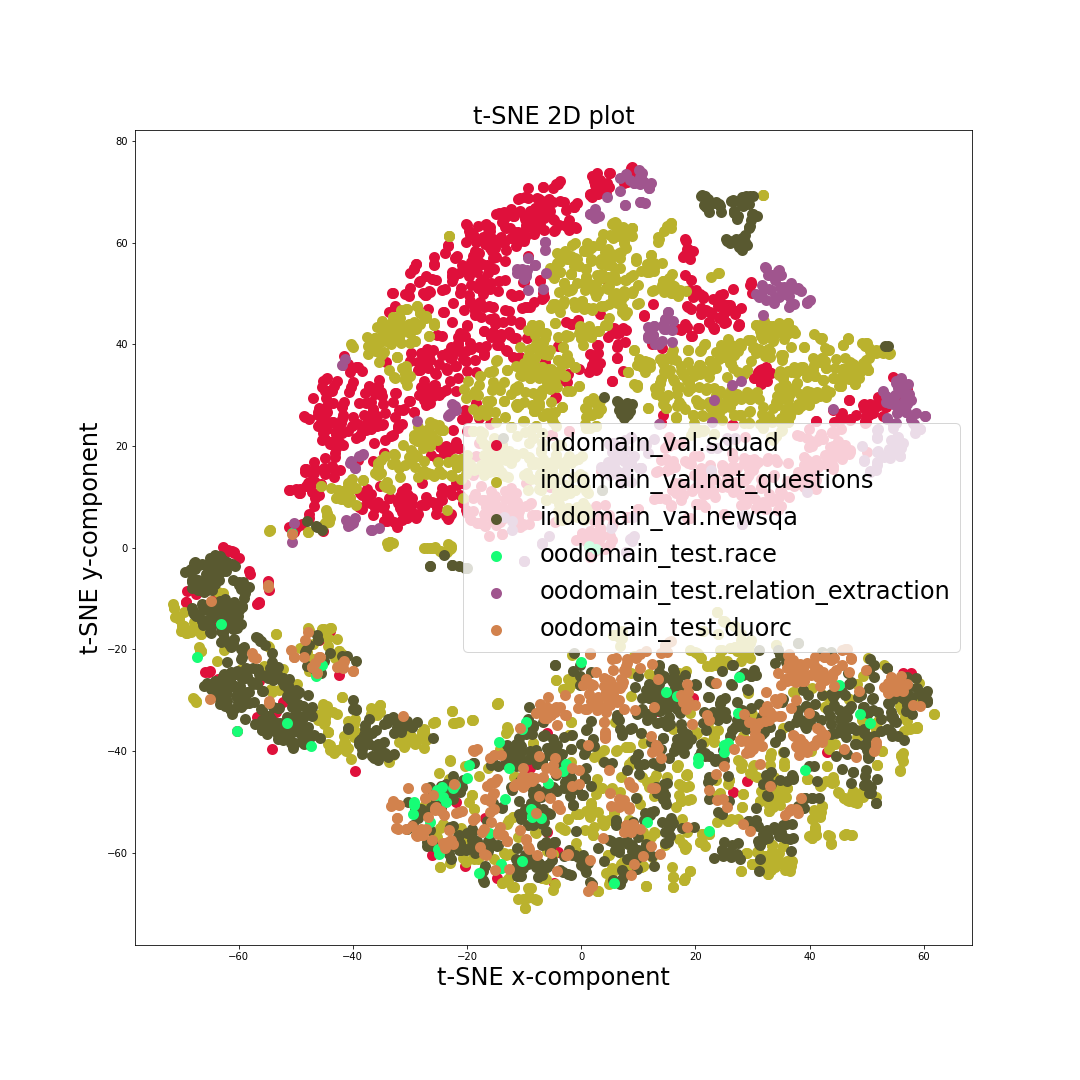 t-SNE 2D plot
80
60
40
20
0
−20
−40
−60
t-SNE y-component
indomain_val.squad
indomain_val.nat_questions
indomain_val.newsqa
oodomain_test.race
oodomain_test.relation_extraction
oodomain_test.duorc
−60 −40 −20 0 20 40 60
t-SNE x-component